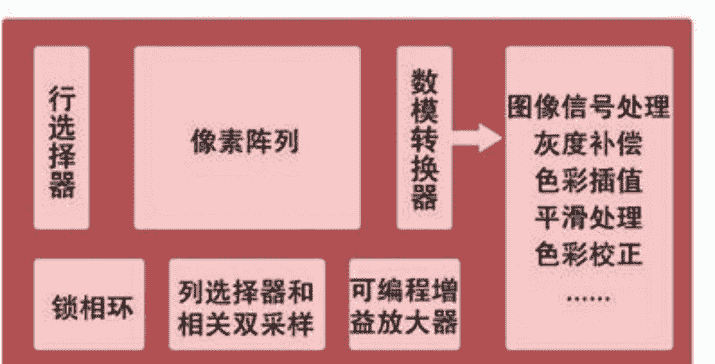 行选择器
像素阵列
数模转换器
图像信号处理
灰度补偿
色彩插值
平滑处理
色彩校正
……
锁相环
列选择器和
相关双采样
可编程增
益放大器